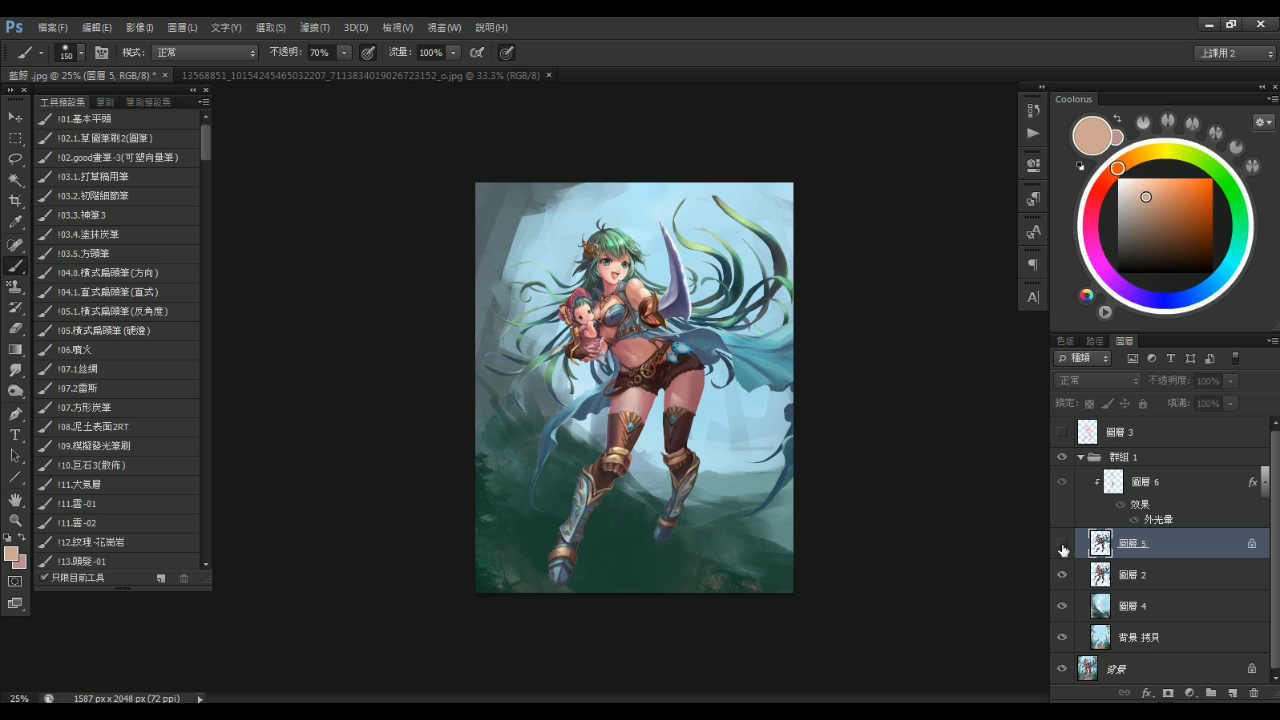 Ps 檔案(F) 編輯(E) 影像(I) 圖層(L) 文字(Y) 選取(S) 濾鏡(T) 3D(D) 檢視(V) 視窗(W) 說明(H)
150 模式: 正常 不透明: 70% 流量: 100% 上課用 2
藍歆 .jpg @ 25% (圖層 5, RGB/8) * × 13568851_10154245465032207_7113834019026723152_o.jpg @ 33.3% (RGB/8) ×
工具預設集 筆刷 筆刷預設集
!01.基本平頭
!02.1.草圖筆刷2(圓筆)
!02.good畫筆-3(可塑向量筆)
!03.1.打草稿用筆
!03.2.初階細節筆
!03.3.神筆3
!03.4.塗抹炭筆
!03.5.方頭筆
!04.0.橫式扁頭筆(方向)
!04.1.直式扁頭筆(直式)
!05.1.橫式扁頭筆(反角度)
!05.橫式扁頭筆(硬邊)
!06.噴火
!07.1絲綢
!07.2雷斯
!07.方形炭筆
!08.泥土表面2RT
!09.模擬發光筆刷
!10.巨石3(散佈)
!11.大氣層
!11.雲-01
!11.雲-02
!12.紋理-花崗岩
!13.頭髮-01
只限目前工具
25% 1587 px x 2048 px (72 ppi)
Coolorus
色版 路徑 圖層
種類
正常 不透明度: 100%
鎖定: 填滿: 100%
圖層 3
群組 1
圖層 6 fx
效果
外光暈
圖層 5
圖層 2
圖層 4
背景 拷貝
背景